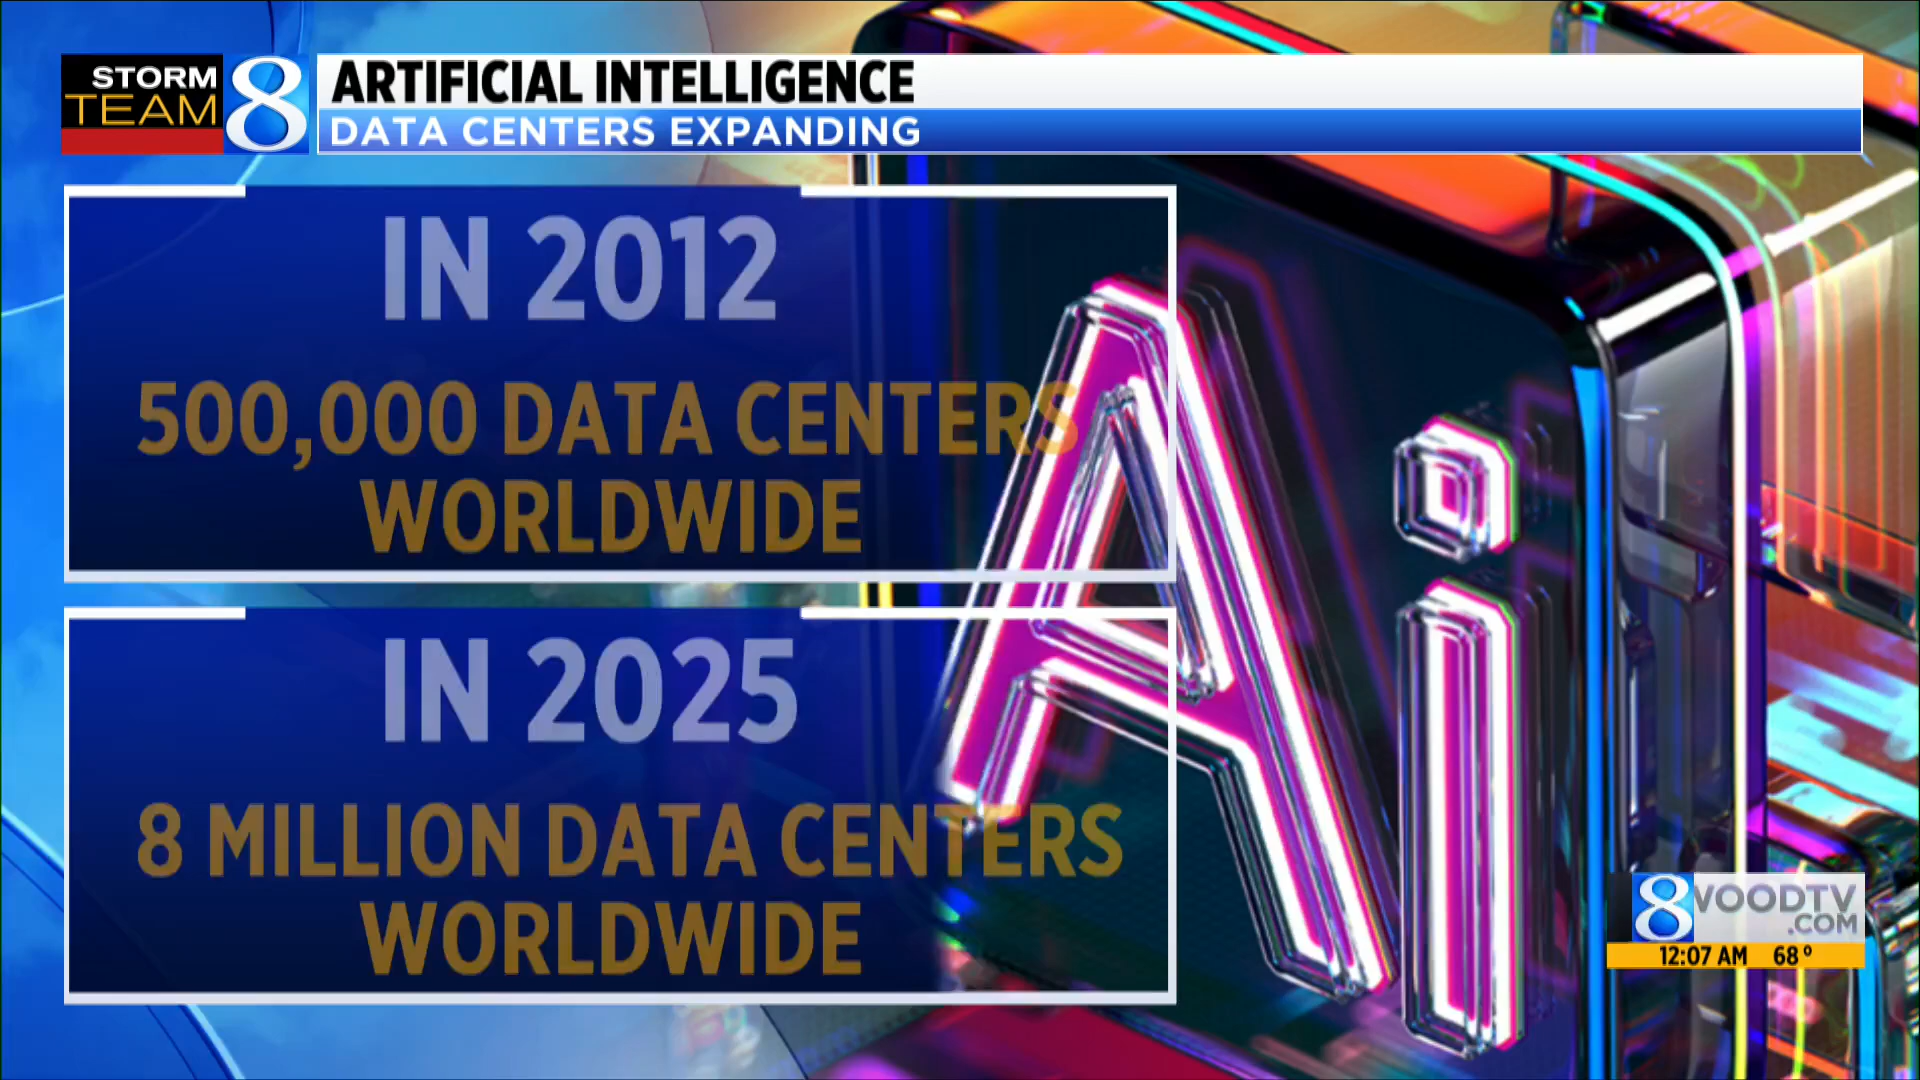 STORM
TEAM
8
ARTIFICIAL INTELLIGENCE
DATA CENTERS EXPANDING
IN 2012
500,000 DATA CENTERS
WORLDWIDE
IN 2025
8 MILLION DATA CENTERS
WORLDWIDE
Ai
8 WOODTV
.COM
12:07 AM 68°